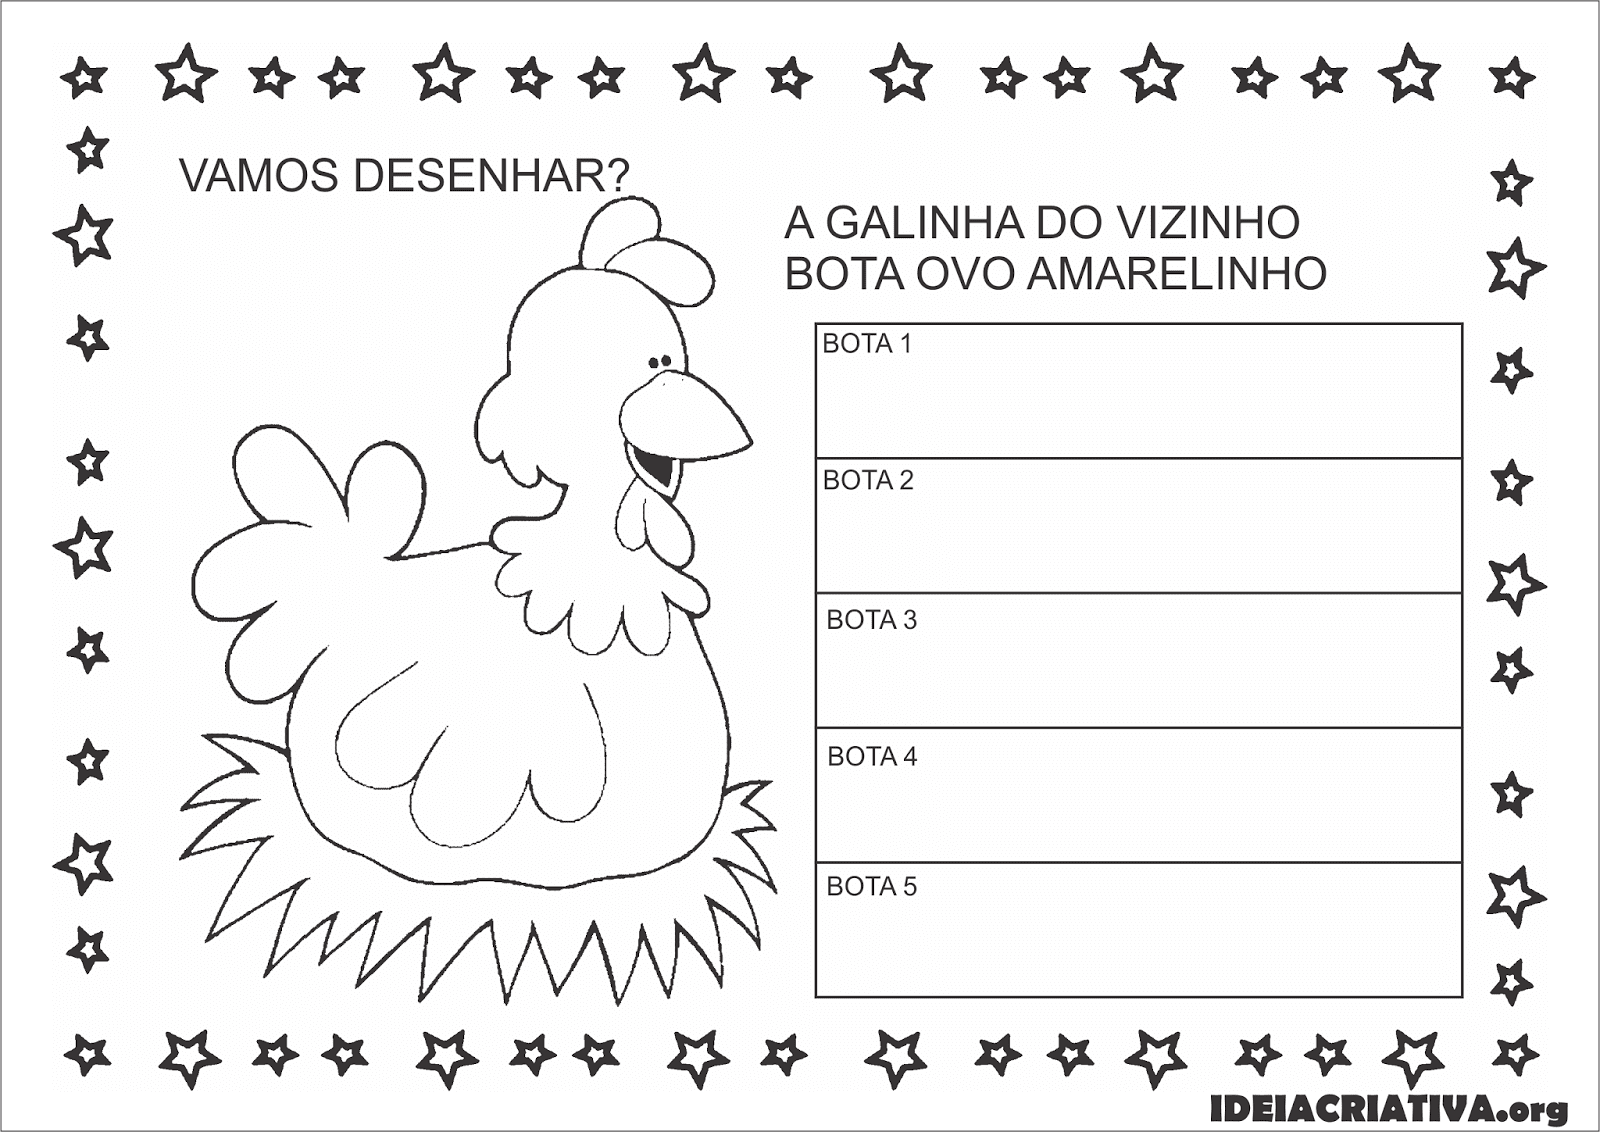 VAMOS DESENHAR?
A GALINHA DO VIZINHO
BOTA OVO AMARELINHO
BOTA 1
BOTA 2
BOTA 3
BOTA 4
BOTA 5
IDEIACRIATIVA.org